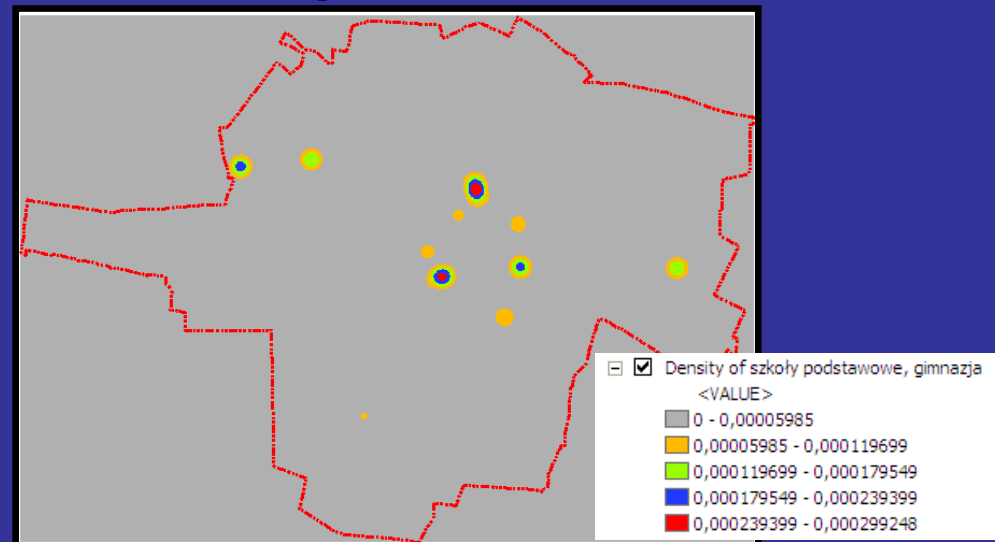 Density of szkoły podstawowe, gimnazja
<VALUE>
0 - 0,00005985
0,00005985 - 0,000119699
0,000119699 - 0,000179549
0,000179549 - 0,000239399
0,000239399 - 0,000299248